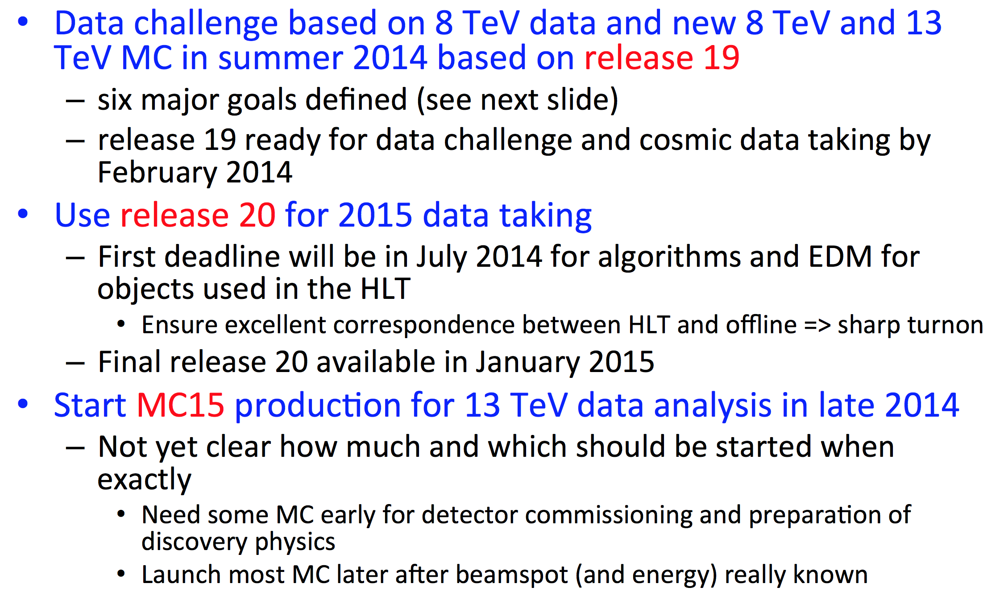 • Data challenge based on 8 TeV data and new 8 TeV and 13
TeV MC in summer 2014 based on release 19
– six major goals defined (see next slide)
– release 19 ready for data challenge and cosmic data taking by
February 2014
• Use release 20 for 2015 data taking
– First deadline will be in July 2014 for algorithms and EDM for
objects used in the HLT
• Ensure excellent correspondence between HLT and offline => sharp turnon
– Final release 20 available in January 2015
• Start MC15 production for 13 TeV data analysis in late 2014
– Not yet clear how much and which should be started when
exactly
• Need some MC early for detector commissioning and preparation of
discovery physics
• Launch most MC later after beamspot (and energy) really known